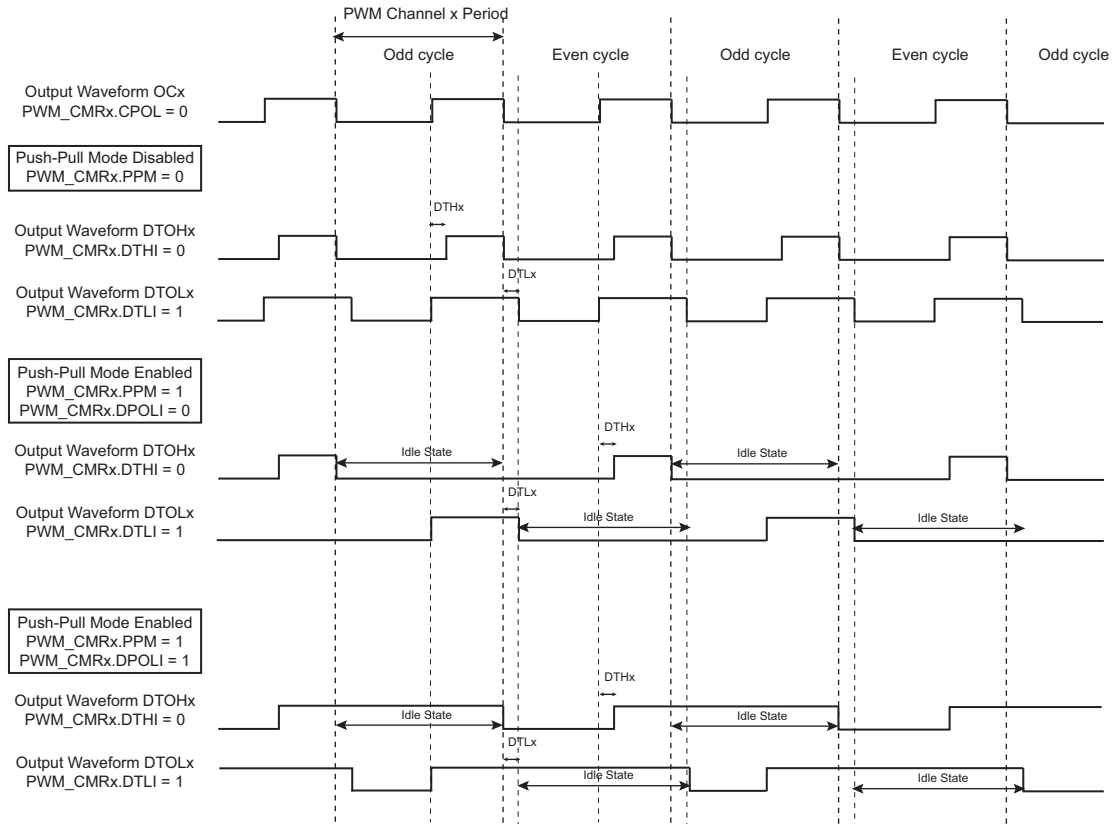 PWM Channel x Period
Odd cycle
Even cycle
Odd cycle
Even cycle
Odd cycle
Output Waveform OCx
PWM_CMRx.CPOL = 0
Push-Pull Mode Disabled
PWM_CMRx.PPM = 0
DTHx
Output Waveform DTOHx
PWM_CMRx.DTHI = 0
DTLx
Output Waveform DTOLx
PWM_CMRx.DTLI = 1
Push-Pull Mode Enabled
PWM_CMRx.PPM = 1
PWM_CMRx.DPOLI = 0
DTHx
Output Waveform DTOHx
PWM_CMRx.DTHI = 0
Idle State
Idle State
DTLx
Output Waveform DTOLx
PWM_CMRx.DTLI = 1
Idle State
Idle State
Push-Pull Mode Enabled
PWM_CMRx.PPM = 1
PWM_CMRx.DPOLI = 1
DTHx
Output Waveform DTOHx
PWM_CMRx.DTHI = 0
Idle State
Idle State
DTLx
Output Waveform DTOLx
PWM_CMRx.DTLI = 1
Idle State
Idle State